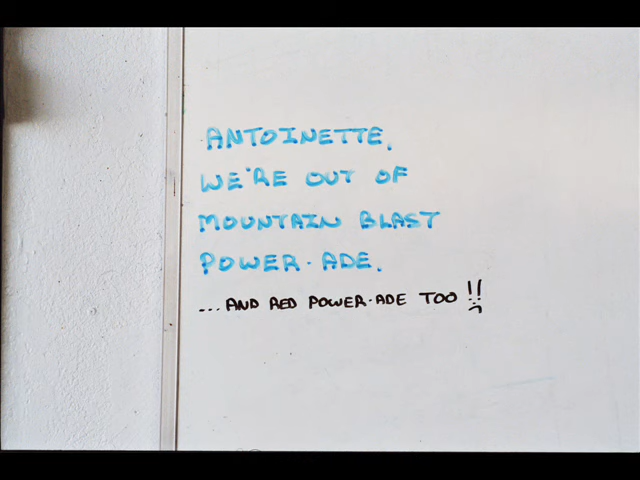 ANTOINETTE,
WE'RE OUT OF
MOUNTAIN BLAST
POWER·ADE.
...AND RED POWER·ADE TOO !! :(